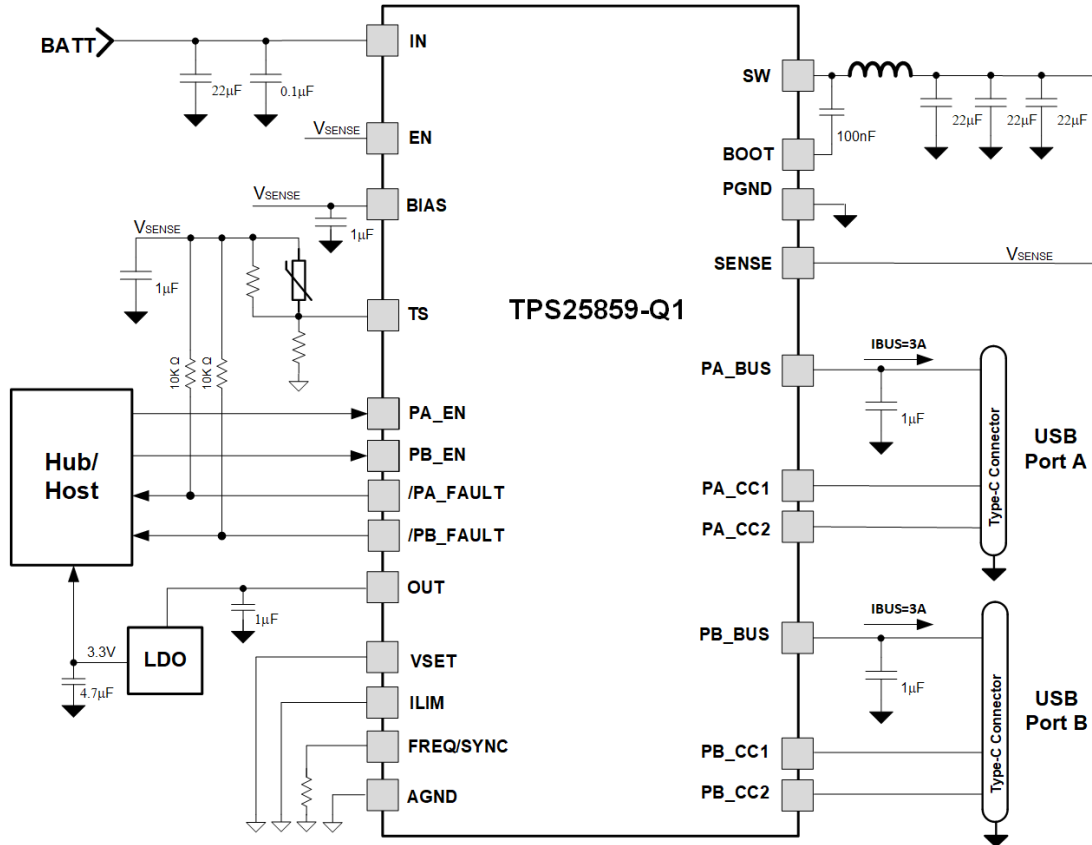 BATT
IN
22µF
0.1µF
VSENSE
EN
VSENSE
BIAS
1µF
VSENSE
1µF
TS
10K Ω
10K Ω
Hub/
Host
PA_EN
PB_EN
/PA_FAULT
/PB_FAULT
OUT
1µF
3.3V
LDO
4.7µF
VSET
ILIM
FREQ/SYNC
AGND
TPS25859-Q1
SW
100nF
22µF
22µF
22µF
BOOT
PGND
SENSE
VSENSE
IBUS=3A
PA_BUS
1µF
PA_CC1
PA_CC2
Type-C Connector
USB
Port A
IBUS=3A
PB_BUS
1µF
PB_CC1
PB_CC2
Type-C Connector
USB
Port B